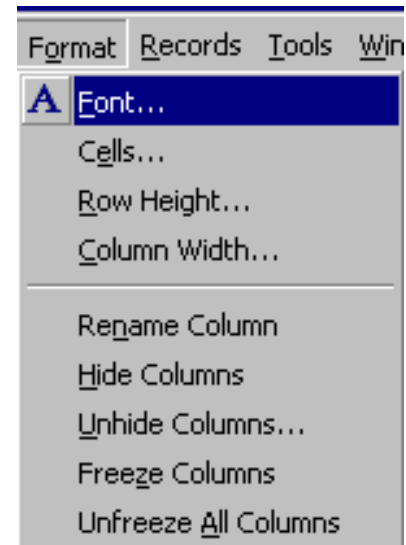 Format Records Tools Win
A Font...
Cells...
Row Height...
Column Width...
Rename Column
Hide Columns
Unhide Columns...
Freeze Columns
Unfreeze All Columns